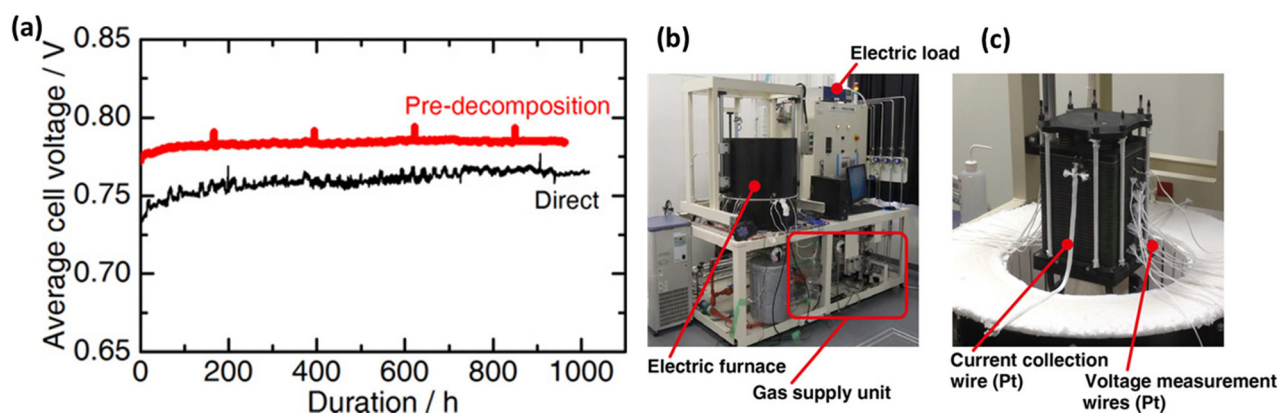 (a)
0.85
0.80
0.75
0.70
0.65
Average cell voltage / V
Pre-decomposition
Direct
0
200
400
600
800
1000
Duration / h
(b)
Electric load
Electric furnace
Gas supply unit
(c)
Current collection
wire (Pt)
Voltage measurement
wires (Pt)